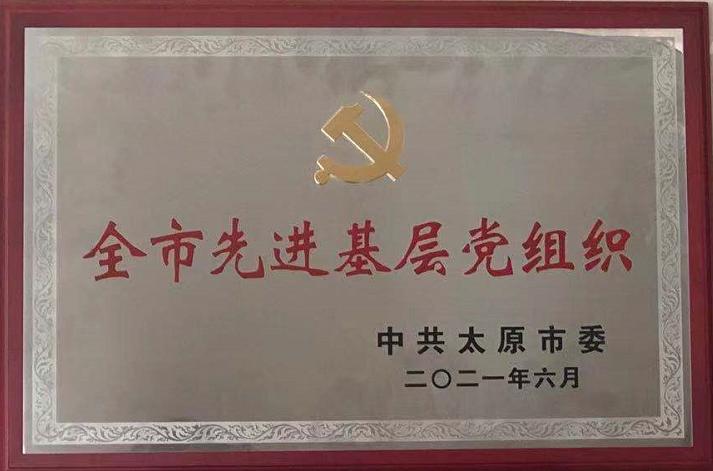 全市先进基层党组织
中共太原市委
二〇二一年六月